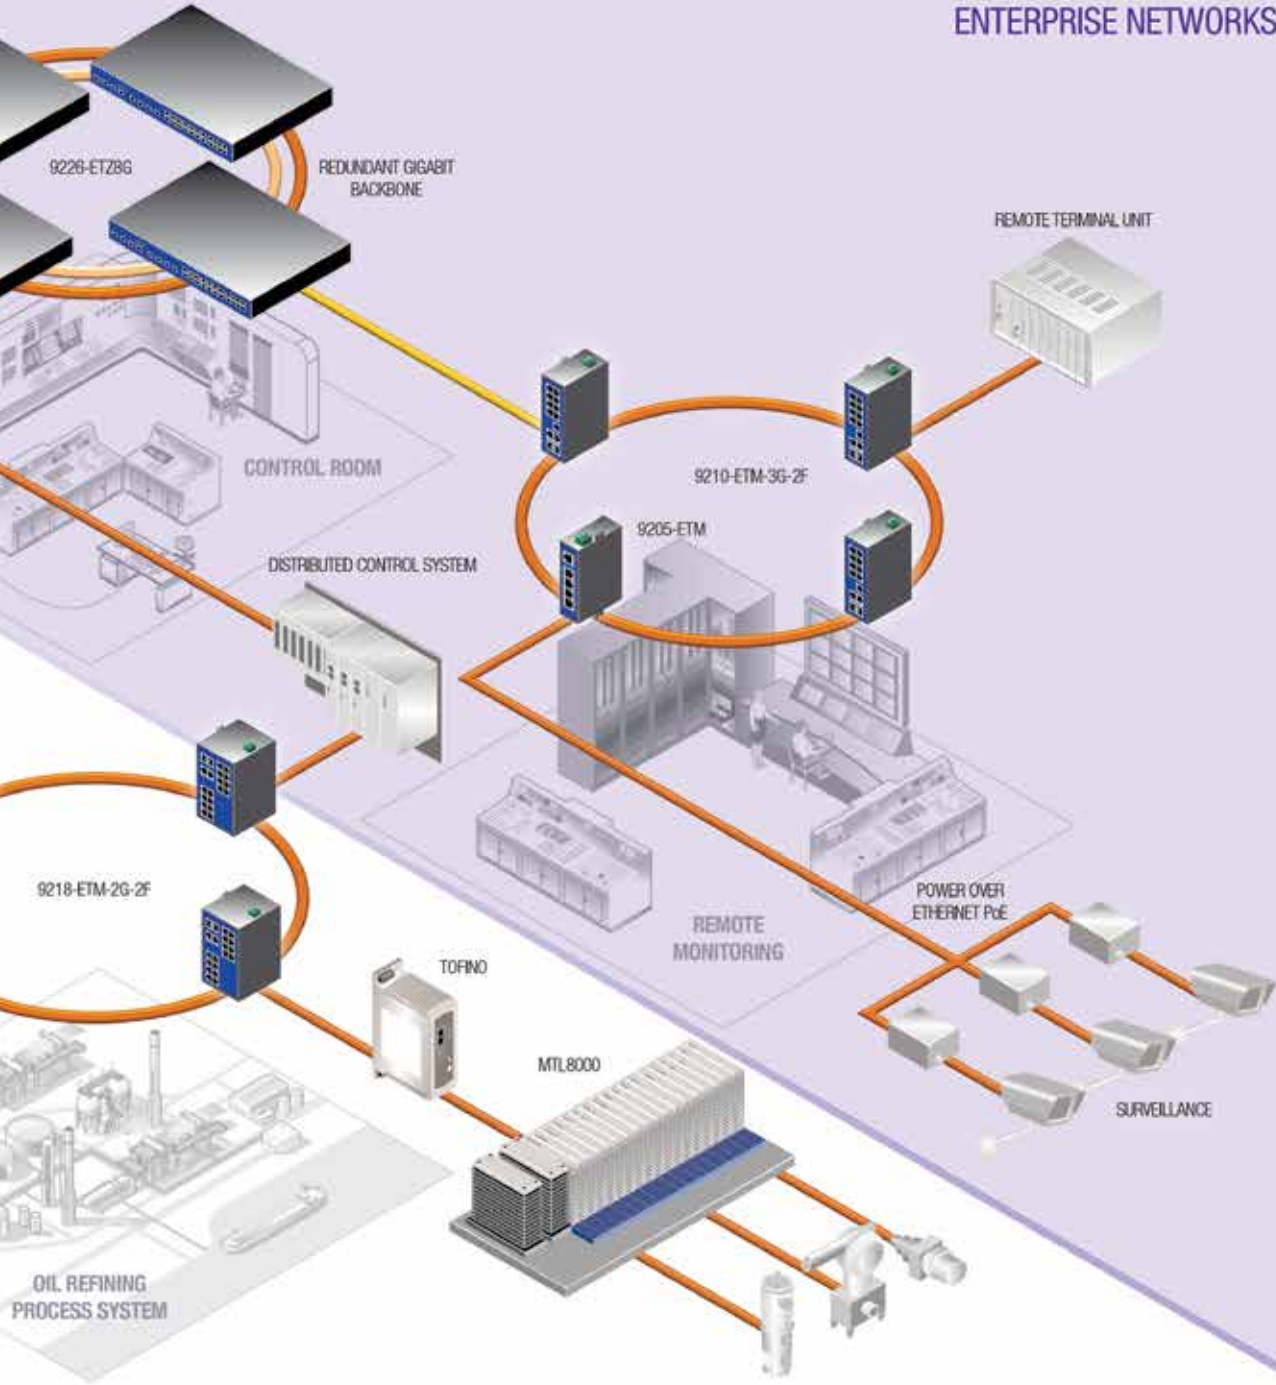 ENTERPRISE NETWORKS
9226-ETZ8G
REDUNDANT GIGABIT
BACKBONE
REMOTE TERMINAL UNIT
CONTROL ROOM
9210-ETM-3G-2F
9205-ETM
DISTRIBUTED CONTROL SYSTEM
9218-ETM-2G-2F
POWER OVER
ETHERNET PoE
REMOTE
MONITORING
TOFINO
MTL8000
SURVEILLANCE
OIL REFINING
PROCESS SYSTEM